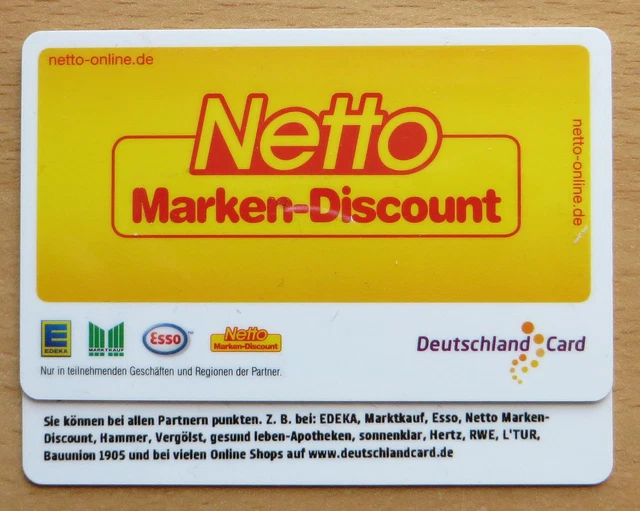 netto-online.de
Netto
Marken-Discount
netto-online.de
EDEKA
MARKTKAUF
Esso™
Netto
Marken-Discount
Deutschland Card
Nur in teilnehmenden Geschäften und Regionen der Partner.
Sie können bei allen Partnern punkten. Z. B. bei: EDEKA, Marktkauf, Esso, Netto Marken-
Discount, Hammer, Vergölst, gesund leben-Apotheken, sonnenklar, Hertz, RWE, L'TUR,
Bauunion 1905 und bei vielen Online Shops auf www.deutschlandcard.de